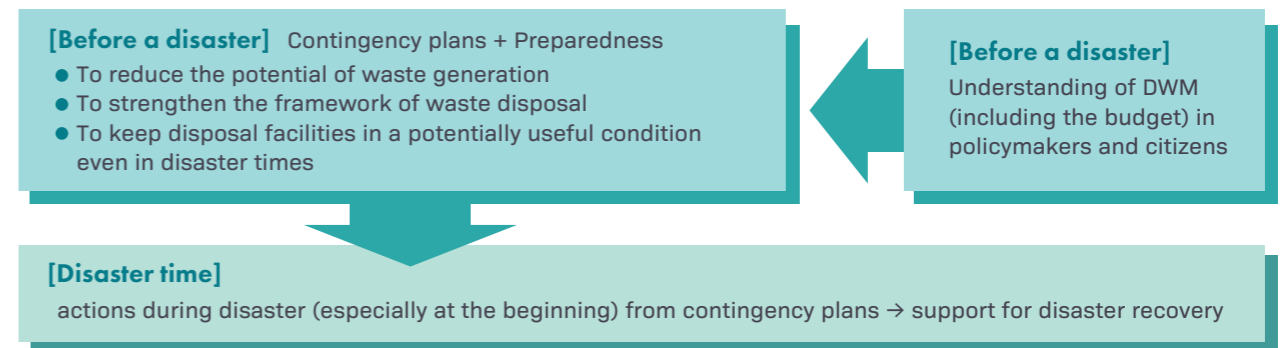 [Before a disaster] Contingency plans + Preparedness
● To reduce the potential of waste generation
● To strengthen the framework of waste disposal
● To keep disposal facilities in a potentially useful condition
even in disaster times
[Before a disaster]
Understanding of DWM
(including the budget) in
policymakers and citizens
[Disaster time]
actions during disaster (especially at the beginning) from contingency plans → support for disaster recovery